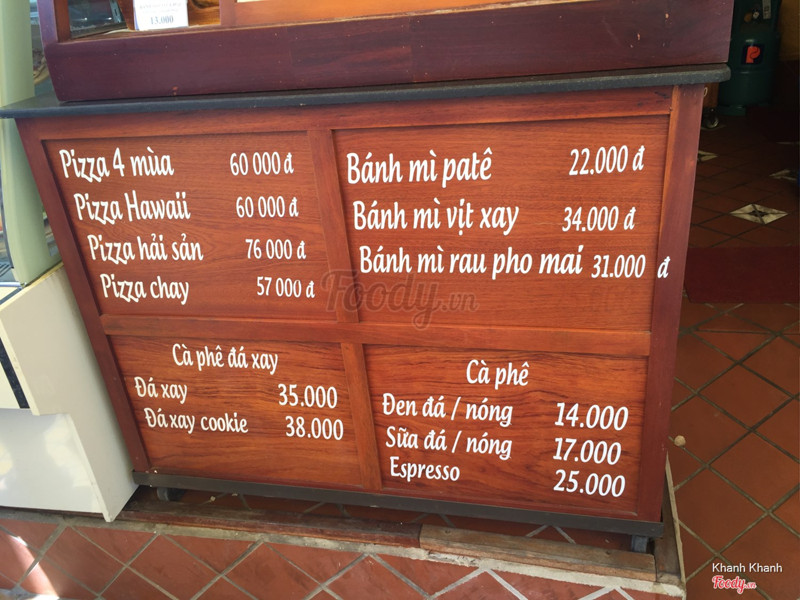 15.000
Pizza 4 mùa 60 000 đ
Pizza Hawaii 60 000 đ
Pizza hải sản 76 000 đ
Pizza chay 57 000 đ
Bánh mì patê 22.000 đ
Bánh mì vịt xay 34.000 đ
Bánh mì rau pho mai 31.000 đ
Foody.vn
Cà phê đá xay
Đá xay 35.000
Đá xay cookie 38.000
Cà phê
Đen đá / nóng 14.000
Sữa đá / nóng 17.000
Espresso 25.000
Khanh Khanh
Foody.vn